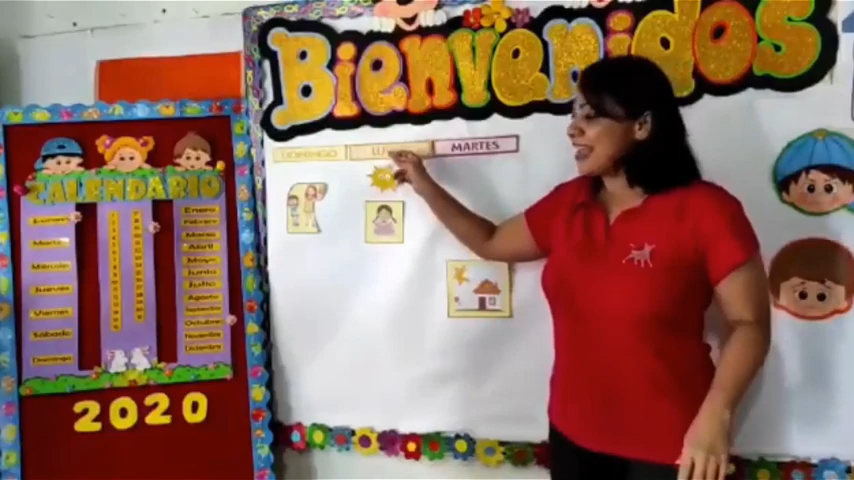 Bienvenidos
DOMINGO LUNES MARTES
CALENDARIO
Lunes
Martes
Miércoles
Jueves
Viernes
Sábado
Domingo
Enero
Febrero
Marzo
Abril
Mayo
Junio
Julio
Agosto
Septiembre
Octubre
Noviembre
Diciembre
2020